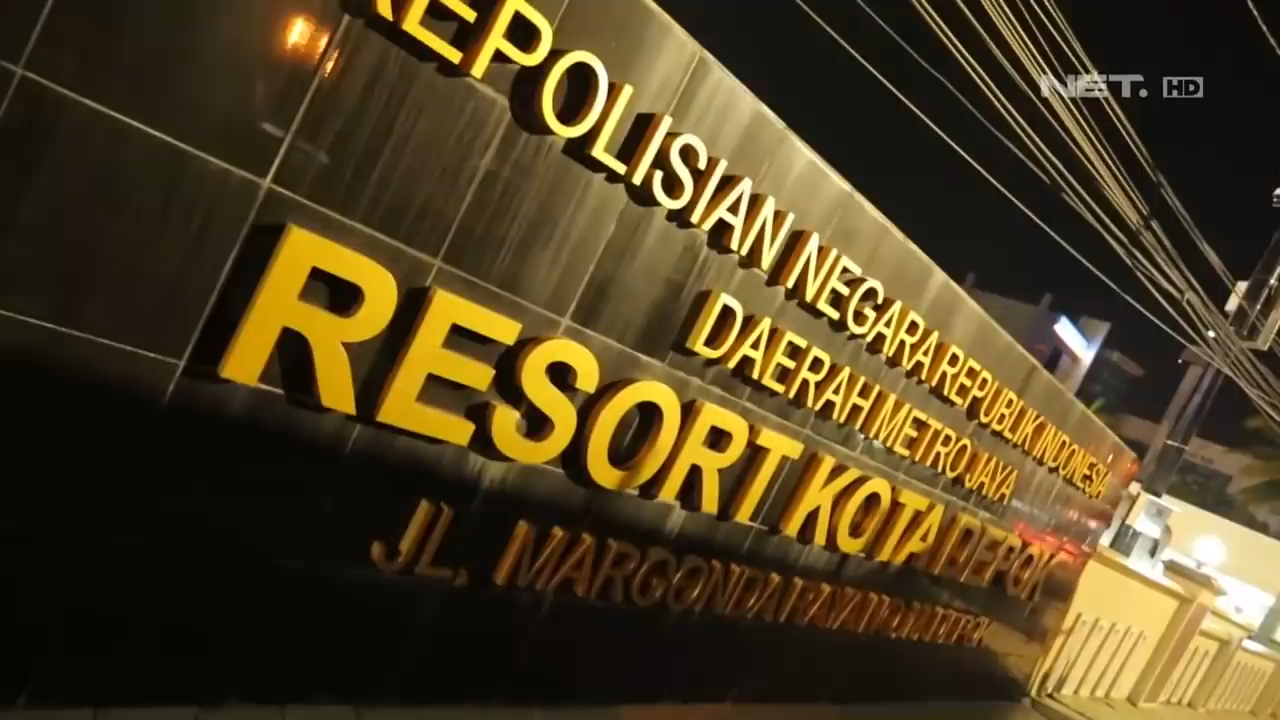 KEPOLISIAN NEGARA REPUBLIK INDONESIA
DAERAH METRO JAYA
RESORT KOTA DEPOK
JL. MARGONDA RAYA
NET. HD